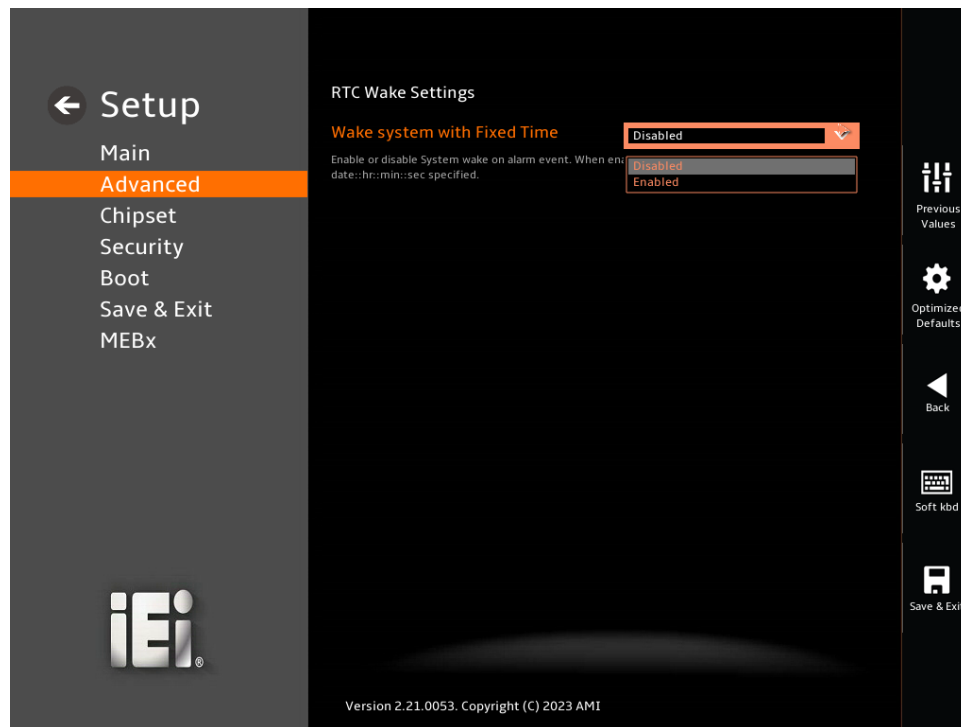 Setup
Main
Advanced
Chipset
Security
Boot
Save & Exit
MEBx
iEi®
RTC Wake Settings
Wake system with Fixed Time
Disabled
Enable or disable System wake on alarm event. When
date::hr::min::sec specified.
Disabled
Enabled
Previous
Values
Optimized
Defaults
Back
Soft kbd
Save & Exit
Version 2.21.0053. Copyright (C) 2023 AMI